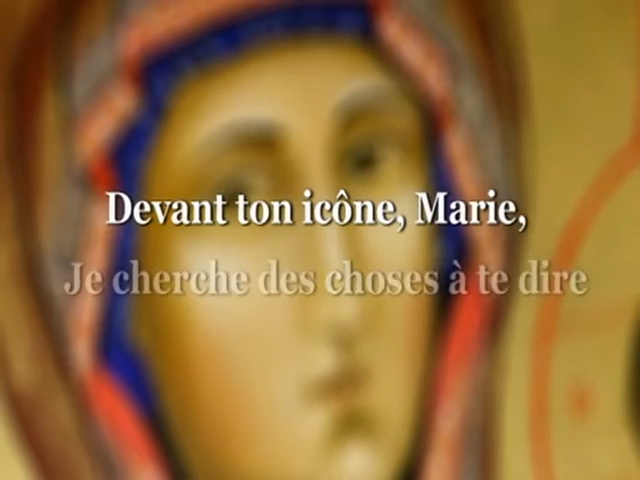 Devant ton icône, Marie,
Je cherche des choses à te dire